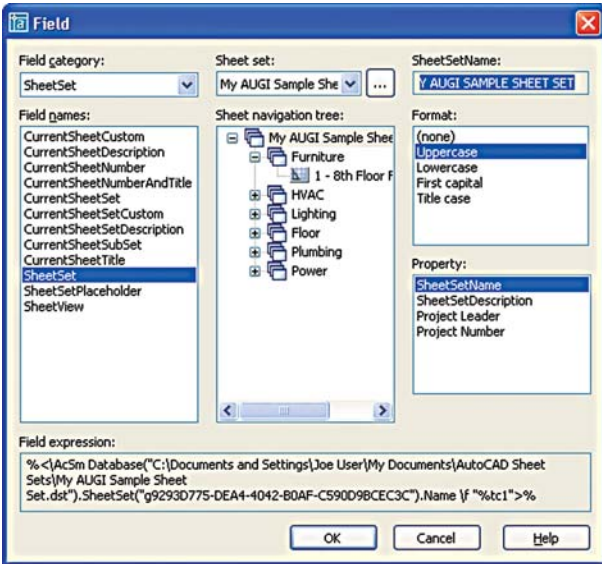 Field
Field category:
SheetSet
Sheet set:
My AUGI Sample She
...
SheetSetName:
Y AUGI SAMPLE SHEET SET
Field names:
CurrentSheetCustom
CurrentSheetDescription
CurrentSheetNumber
CurrentSheetNumberAndTitle
CurrentSheetSet
CurrentSheetSetCustom
CurrentSheetSetDescription
CurrentSheetSubSet
CurrentSheetTitle
SheetSet
SheetSetPlaceholder
SheetView
Sheet navigation tree:
My AUGI Sample Shee
Furniture
1 - 8th Floor F
HVAC
Lighting
Floor
Plumbing
Power
Format:
(none)
Uppercase
Lowercase
First capital
Title case
Property:
SheetSetName
SheetSetDescription
Project Leader
Project Number
Field expression:
%<\AcSm Database("C:\Documents and Settings\Joe User\My Documents\AutoCAD Sheet
Sets\My AUGI Sample Sheet
Set.dst").SheetSet("g9293D775-DEA4-4042-B0AF-C590D9BCEC3C").Name \f "%tc1">%
OK
Cancel
Help